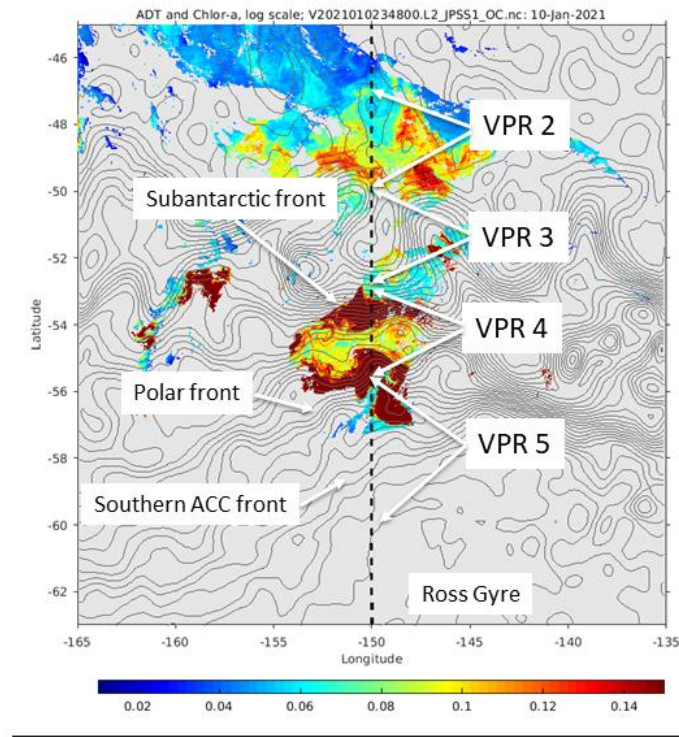 ADT and Chlor-a, log scale; V2021010234800.L2_JPSS1_OC.nc: 10-Jan-2021
-46
-48
-50
-52
-54
-56
-58
-60
-62
Latitude
VPR 2
Subantarctic front
VPR 3
VPR 4
Polar front
VPR 5
Southern ACC front
Ross Gyre
-165
-160
-155
-150
-145
-140
-135
Longitude
0.02
0.04
0.06
0.08
0.1
0.12
0.14